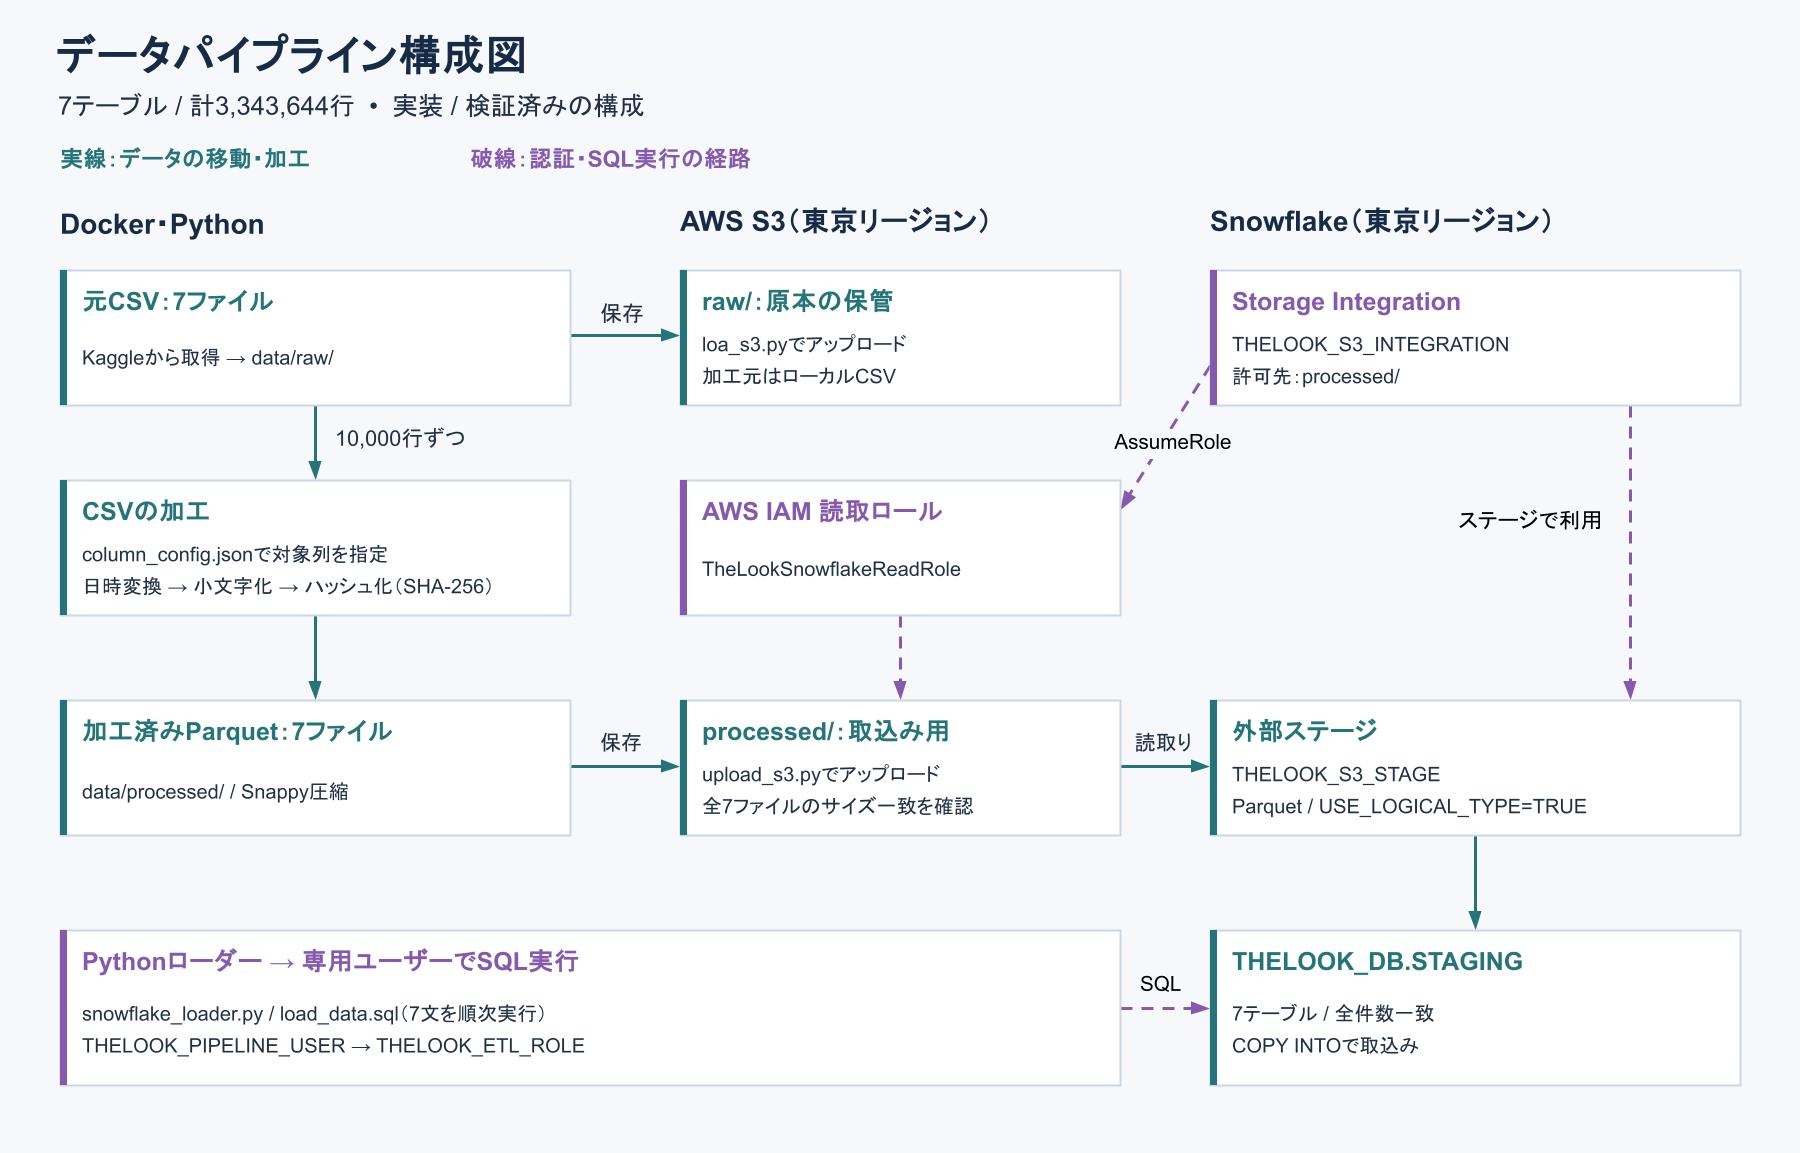 データパイプライン構成図
7テーブル / 計3,343,644行 • 実装 / 検証済みの構成
実線：データの移動・加工
破線：認証・SQL実行の経路
Docker・Python
AWS S3（東京リージョン）
Snowflake（東京リージョン）
元CSV：7ファイル
Kaggleから取得 → data/raw/
保存
raw/：原本の保管
loa_s3.pyでアップロード
加工元はローカルCSV
Storage Integration
THELOOK_S3_INTEGRATION
許可先：processed/
10,000行ずつ
AssumeRole
CSVの加工
column_config.jsonで対象列を指定
日時変換 → 小文字化 → ハッシュ化（SHA-256）
AWS IAM 読取ロール
TheLookSnowflakeReadRole
ステージで利用
加工済みParquet：7ファイル
data/processed/ / Snappy圧縮
保存
processed/：取込み用
upload_s3.pyでアップロード
全7ファイルのサイズ一致を確認
読取り
外部ステージ
THELOOK_S3_STAGE
Parquet / USE_LOGICAL_TYPE=TRUE
Pythonローダー → 専用ユーザーでSQL実行
snowflake_loader.py / load_data.sql（7文を順次実行）
THELOOK_PIPELINE_USER → THELOOK_ETL_ROLE
SQL
THELOOK_DB.STAGING
7テーブル / 全件数一致
COPY INTOで取込み